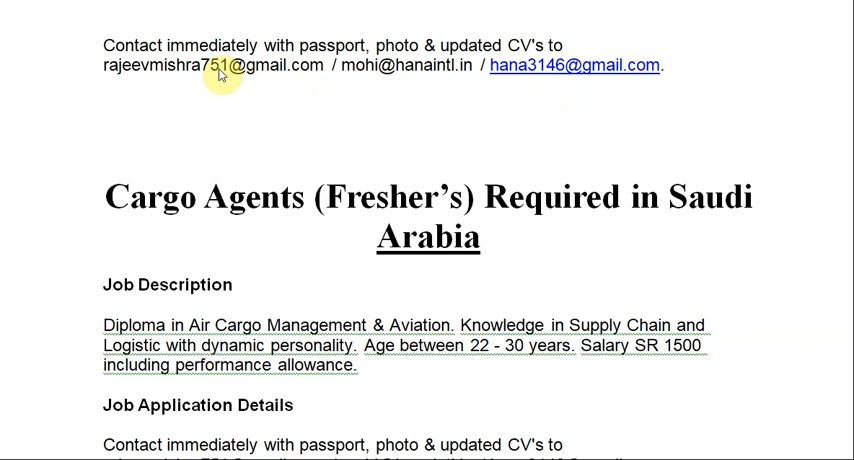 Contact immediately with passport, photo & updated CV's to
rajeevmishra751@gmail.com / mohi@hanaintl.in / hana3146@gmail.com.
Cargo Agents (Fresher’s) Required in Saudi
Arabia
Job Description
Diploma in Air Cargo Management & Aviation. Knowledge in Supply Chain and
Logistic with dynamic personality. Age between 22 - 30 years. Salary SR 1500
including performance allowance.
Job Application Details
Contact immediately with passport, photo & updated CV's to